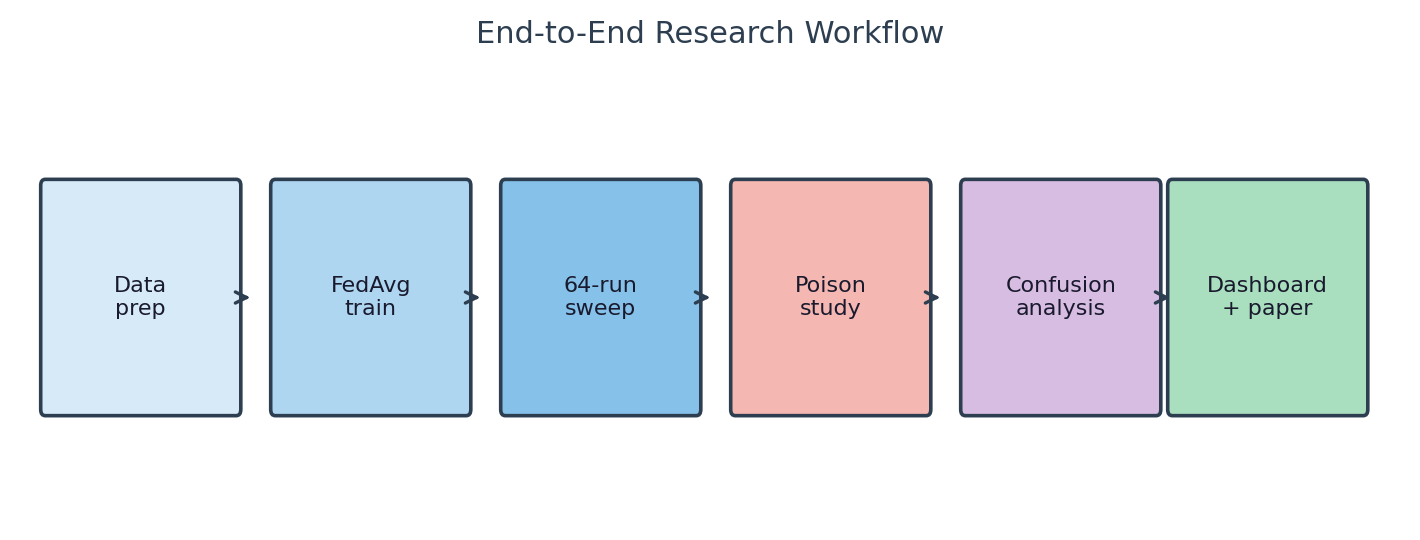 End-to-End Research Workflow
Data
prep
FedAvg
train
64-run
sweep
Poison
study
Confusion
analysis
Dashboard
+ paper